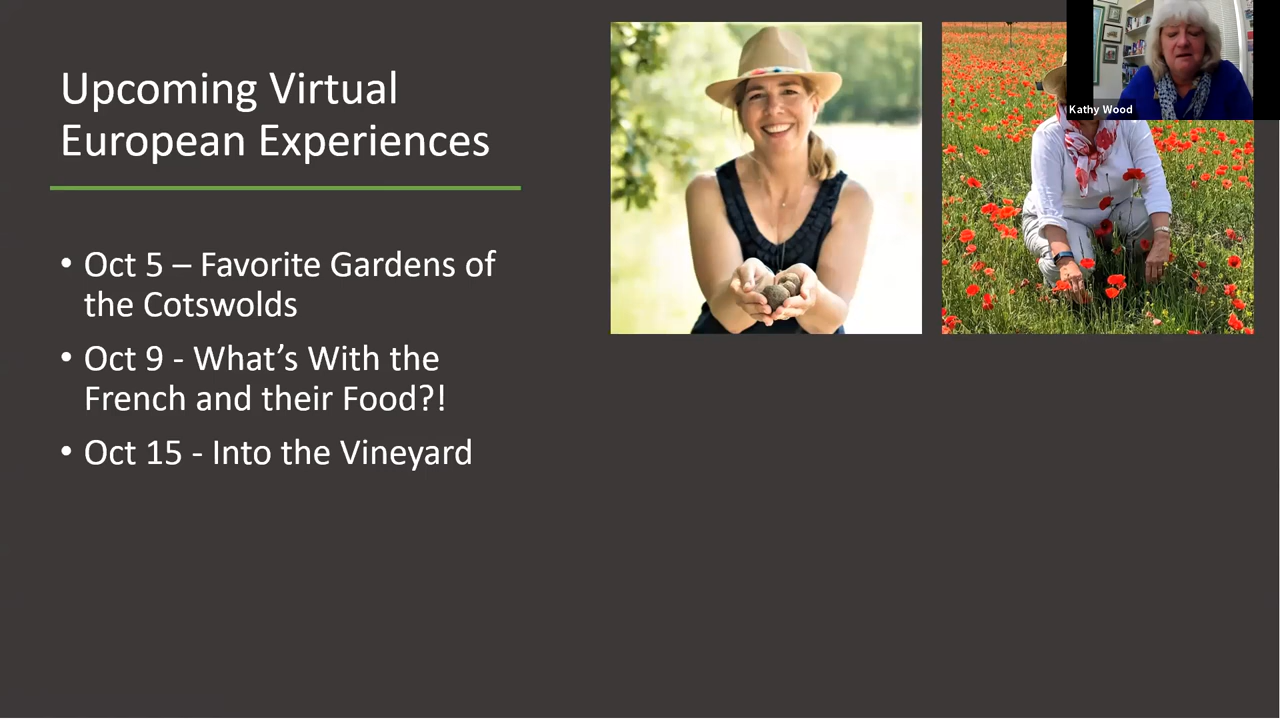 Upcoming Virtual
European Experiences
• Oct 5 – Favorite Gardens of
the Cotswolds
• Oct 9 - What’s With the
French and their Food?!
• Oct 15 - Into the Vineyard
Kathy Wood